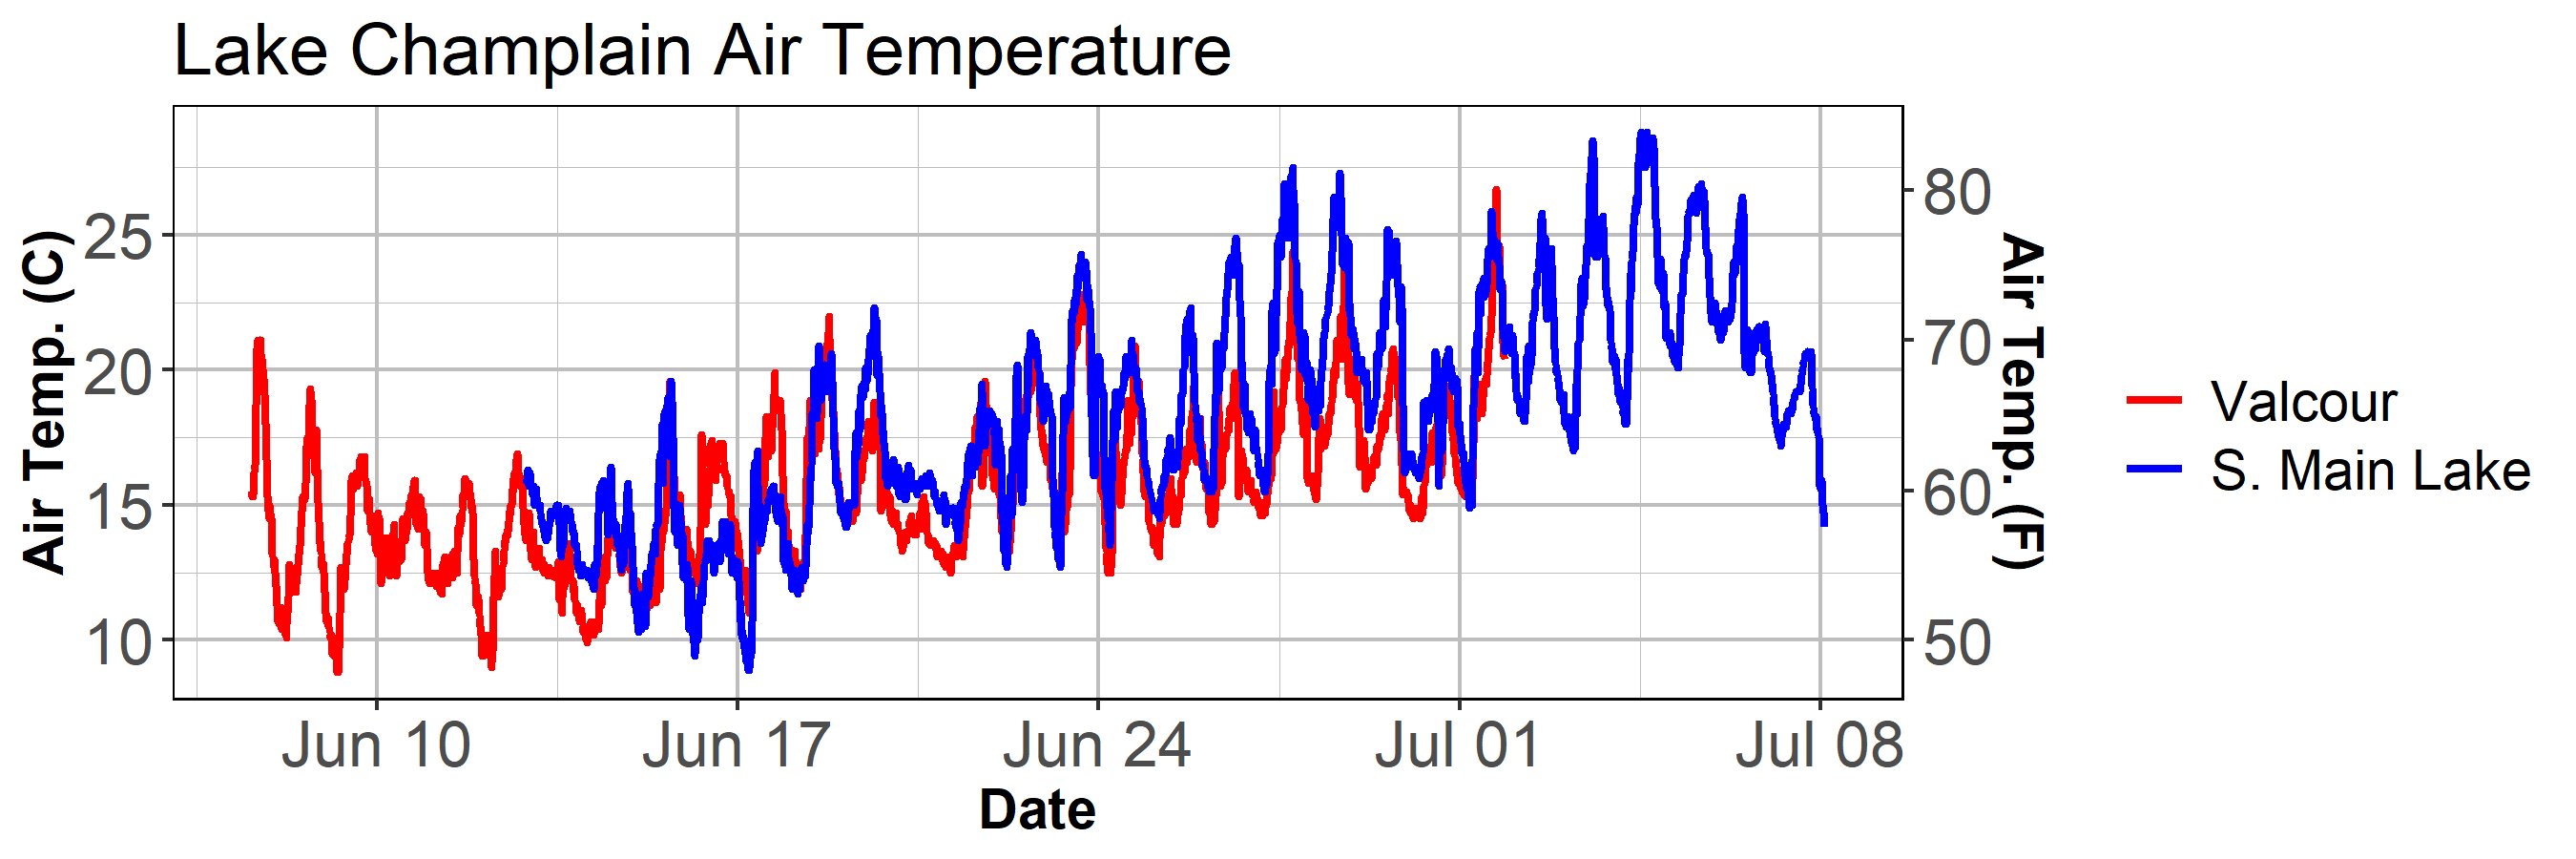 Lake Champlain Air Temperature
Air Temp. (C)
25
20
15
10
80
70
60
50
Air Temp. (F)
Jun 10
Jun 17
Jun 24
Jul 01
Jul 08
Date
Valcour
S. Main Lake